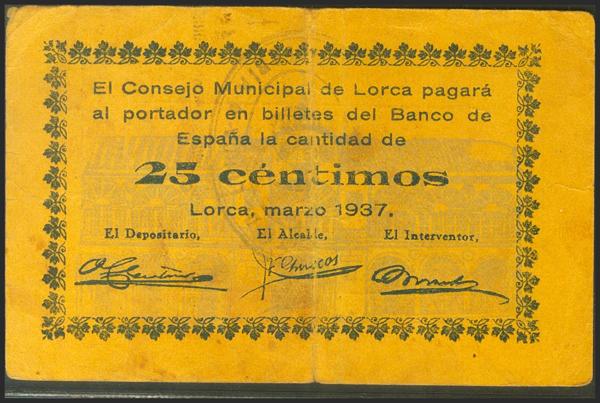 El Consejo Municipal de Lorca pagará
al portador en billetes del Banco de
España la cantidad de
25 céntimos
Lorca, marzo 1937.
El Depositario, El Alcalde, El Interventor,